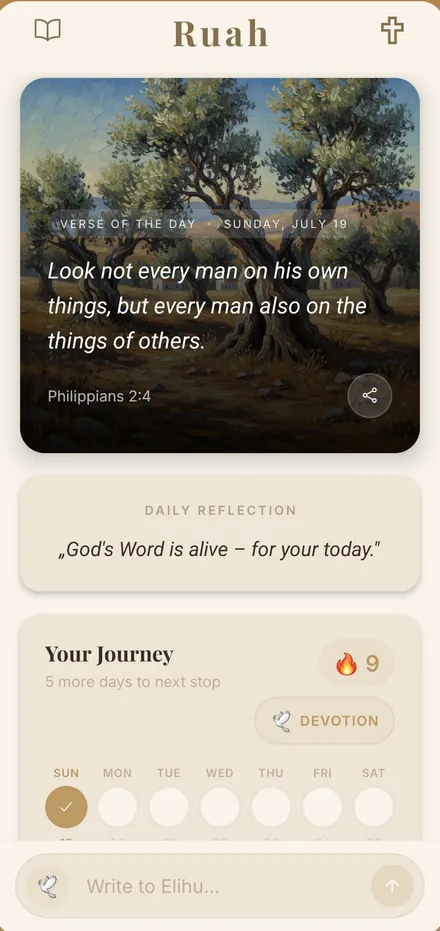 Ruah
VERSE OF THE DAY · SUNDAY, JULY 19
Look not every man on his own
things, but every man also on the
things of others.
Philippians 2:4
DAILY REFLECTION
„God's Word is alive – for your today."
Your Journey
5 more days to next stop
9
DEVOTION
SUN MON TUE WED THU FRI SAT
Write to Elihu...